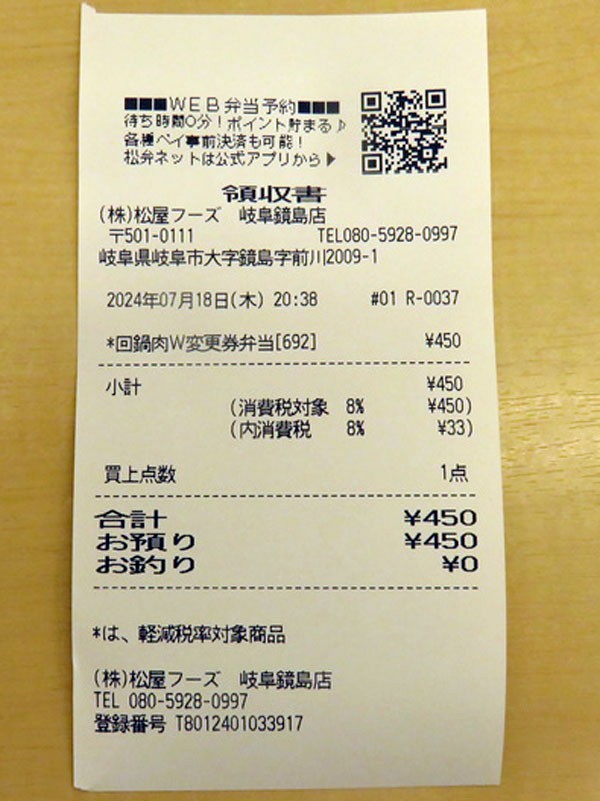 ■■■WEB弁当予約■■■
待ち時間0分!ポイント貯まる♪
各種ペイ事前決済も可能!
松弁ネットは公式アプリから▶
領収書
(株)松屋フーズ 岐阜鏡島店
〒501-0111 TEL080-5928-0997
岐阜県岐阜市大字鏡島字前川2009-1
2024年07月18日(木) 20:38 #01 R-0037
*回鍋肉W変更券弁当[692] ¥450
小計 ¥450
(消費税対象 8% ¥450)
(内消費税 8% ¥33)
買上点数 1点
合計 ¥450
お預り ¥450
お釣り ¥0
*は、軽減税率対象商品
(株)松屋フーズ 岐阜鏡島店
TEL 080-5928-0997
登録番号 T8012401033917